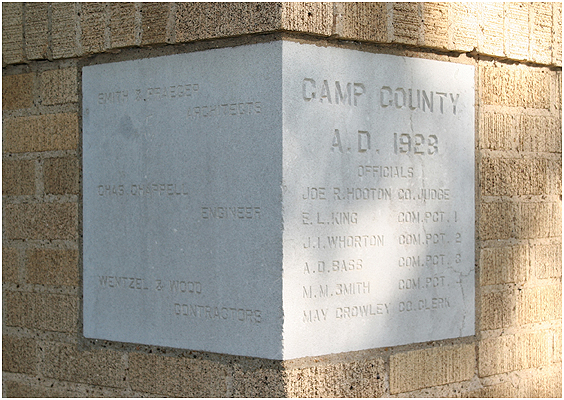 SMITH & PRAEGER
ARCHITECTS
CHAS CHAPPELL
ENGINEER
WENTZEL & WOOD
CONTRACTORS
CAMP COUNTY
A.D. 1928
OFFICIALS
JOE R. HOOTON CO. JUDGE
E. L. KING COM. PCT. 1
J. I. WHORTON COM. PCT. 2
A. D. BASS COM. PCT. 3
M. M. SMITH COM. PCT. 4
MAY CROWLEY CO. CLERK